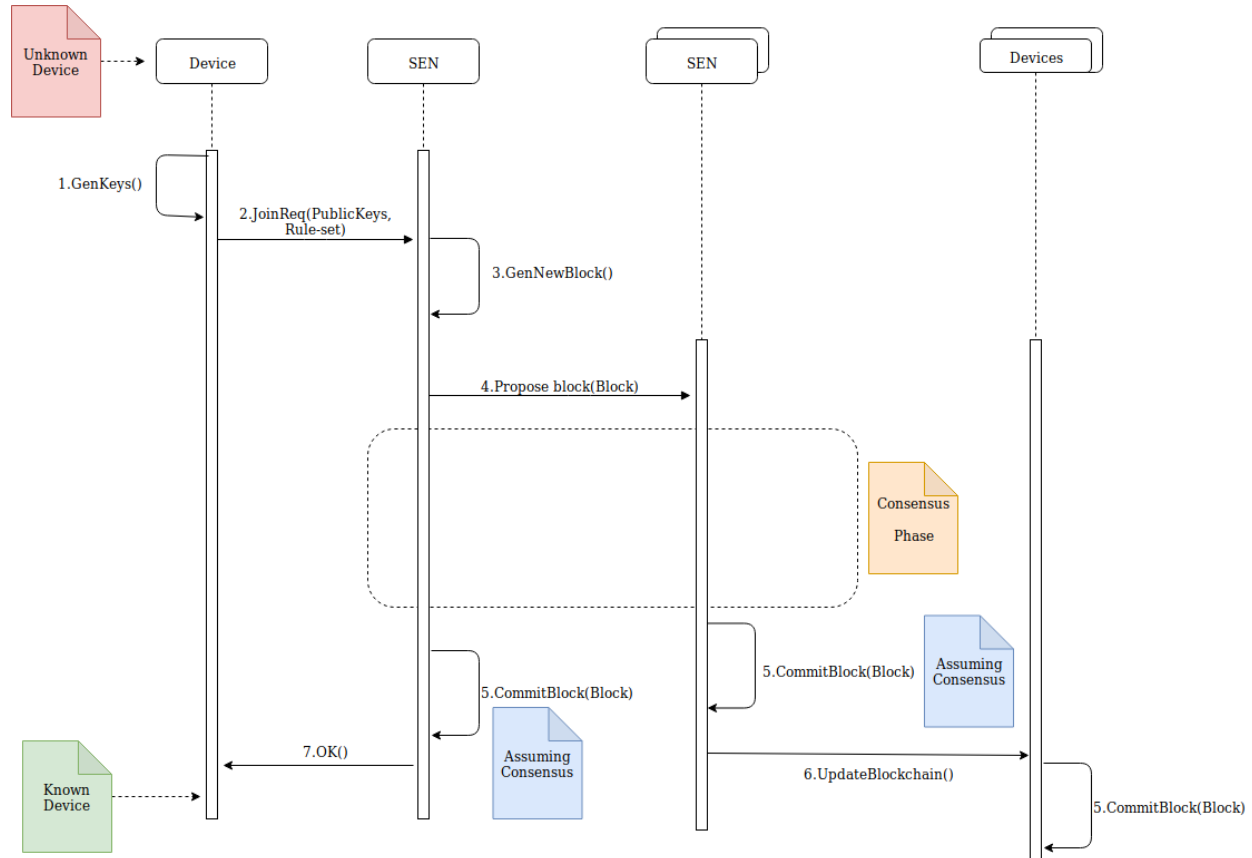 Unknown
Device
Device
SEN
SEN
Devices
1.GenKeys()
2.JoinReq(PublicKeys,
Rule-set)
3.GenNewBlock()
4.Propose block(Block)
Consensus
Phase
5.CommitBlock(Block)
Assuming
Consensus
5.CommitBlock(Block)
Assuming
Consensus
7.OK()
6.UpdateBlockchain()
Known
Device
5.CommitBlock(Block)